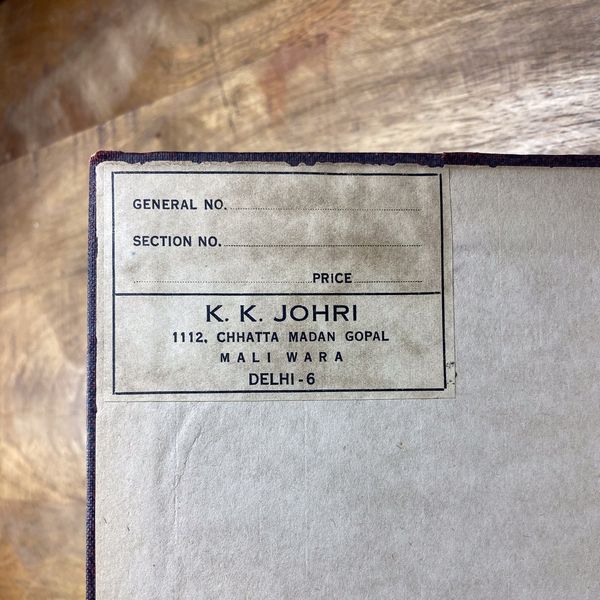 GENERAL NO.
SECTION NO.
PRICE
K. K. JOHRI
1112, CHHATTA MADAN GOPAL
MALI WARA
DELHI - 6